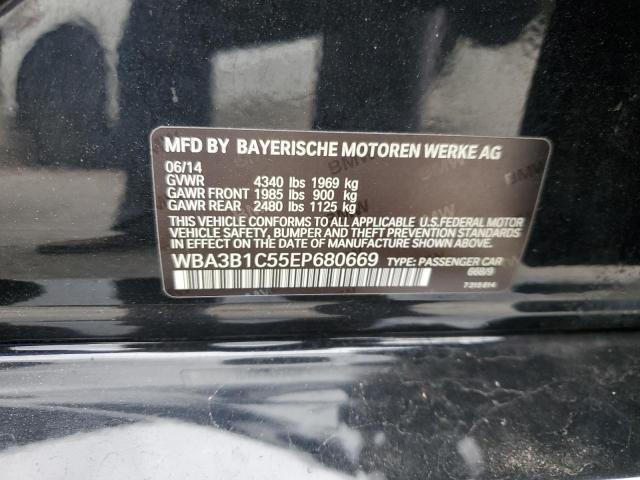 MFD BY BAYERISCHE MOTOREN WERKE AG
06/14
GVWR 4340 lbs 1969 kg
GAWR FRONT 1985 lbs 900 kg
GAWR REAR 2480 lbs 1125 kg
THIS VEHICLE CONFORMS TO ALL APPLICABLE U.S.FEDERAL MOTOR
VEHICLE SAFETY, BUMPER AND THEFT PREVENTION STANDARDS
IN EFFECT ON THE DATE OF MANUFACTURE SHOWN ABOVE.
WBA3B1C55EP680669 TYPE: PASSENGER CAR
668/9